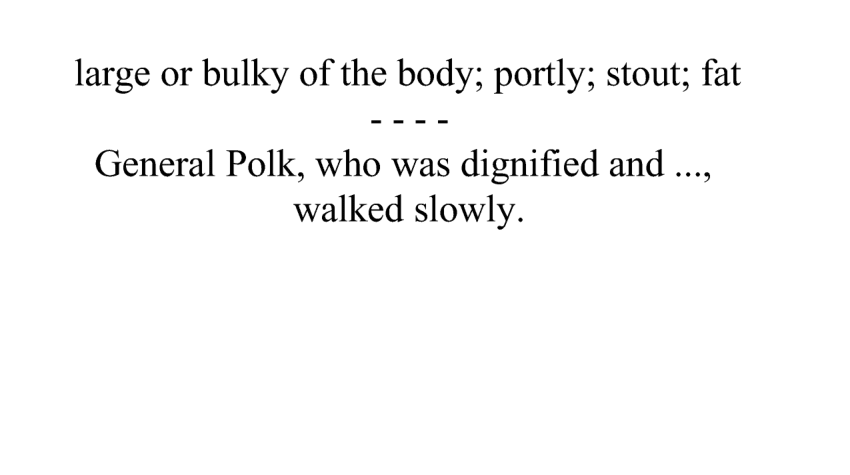 large or bulky of the body; portly; stout; fat
- - - -
General Polk, who was dignified and ...,
walked slowly.